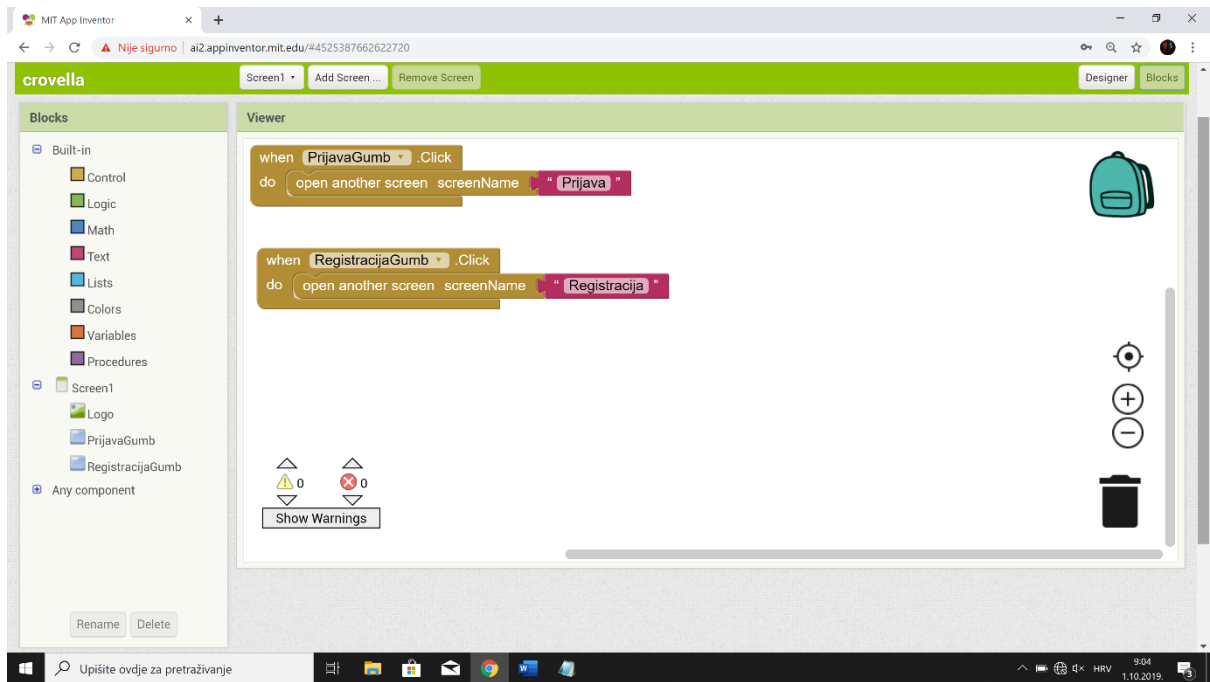 MIT App Inventor
Nije sigurno | ai2.appinventor.mit.edu/#4525387662622720
crovella Screen1 Add Screen ... Remove Screen Designer Blocks
Blocks
Viewer
Built-in
Control
Logic
Math
Text
Lists
Colors
Variables
Procedures
Screen1
Logo
PrijavaGumb
RegistracijaGumb
Any component
Rename Delete
when PrijavaGumb .Click
do open another screen screenName " Prijava "
when RegistracijaGumb .Click
do open another screen screenName " Registracija "
0 0
Show Warnings
Upišite ovdje za pretraživanje
HRV
9:04
1.10.2019.
3